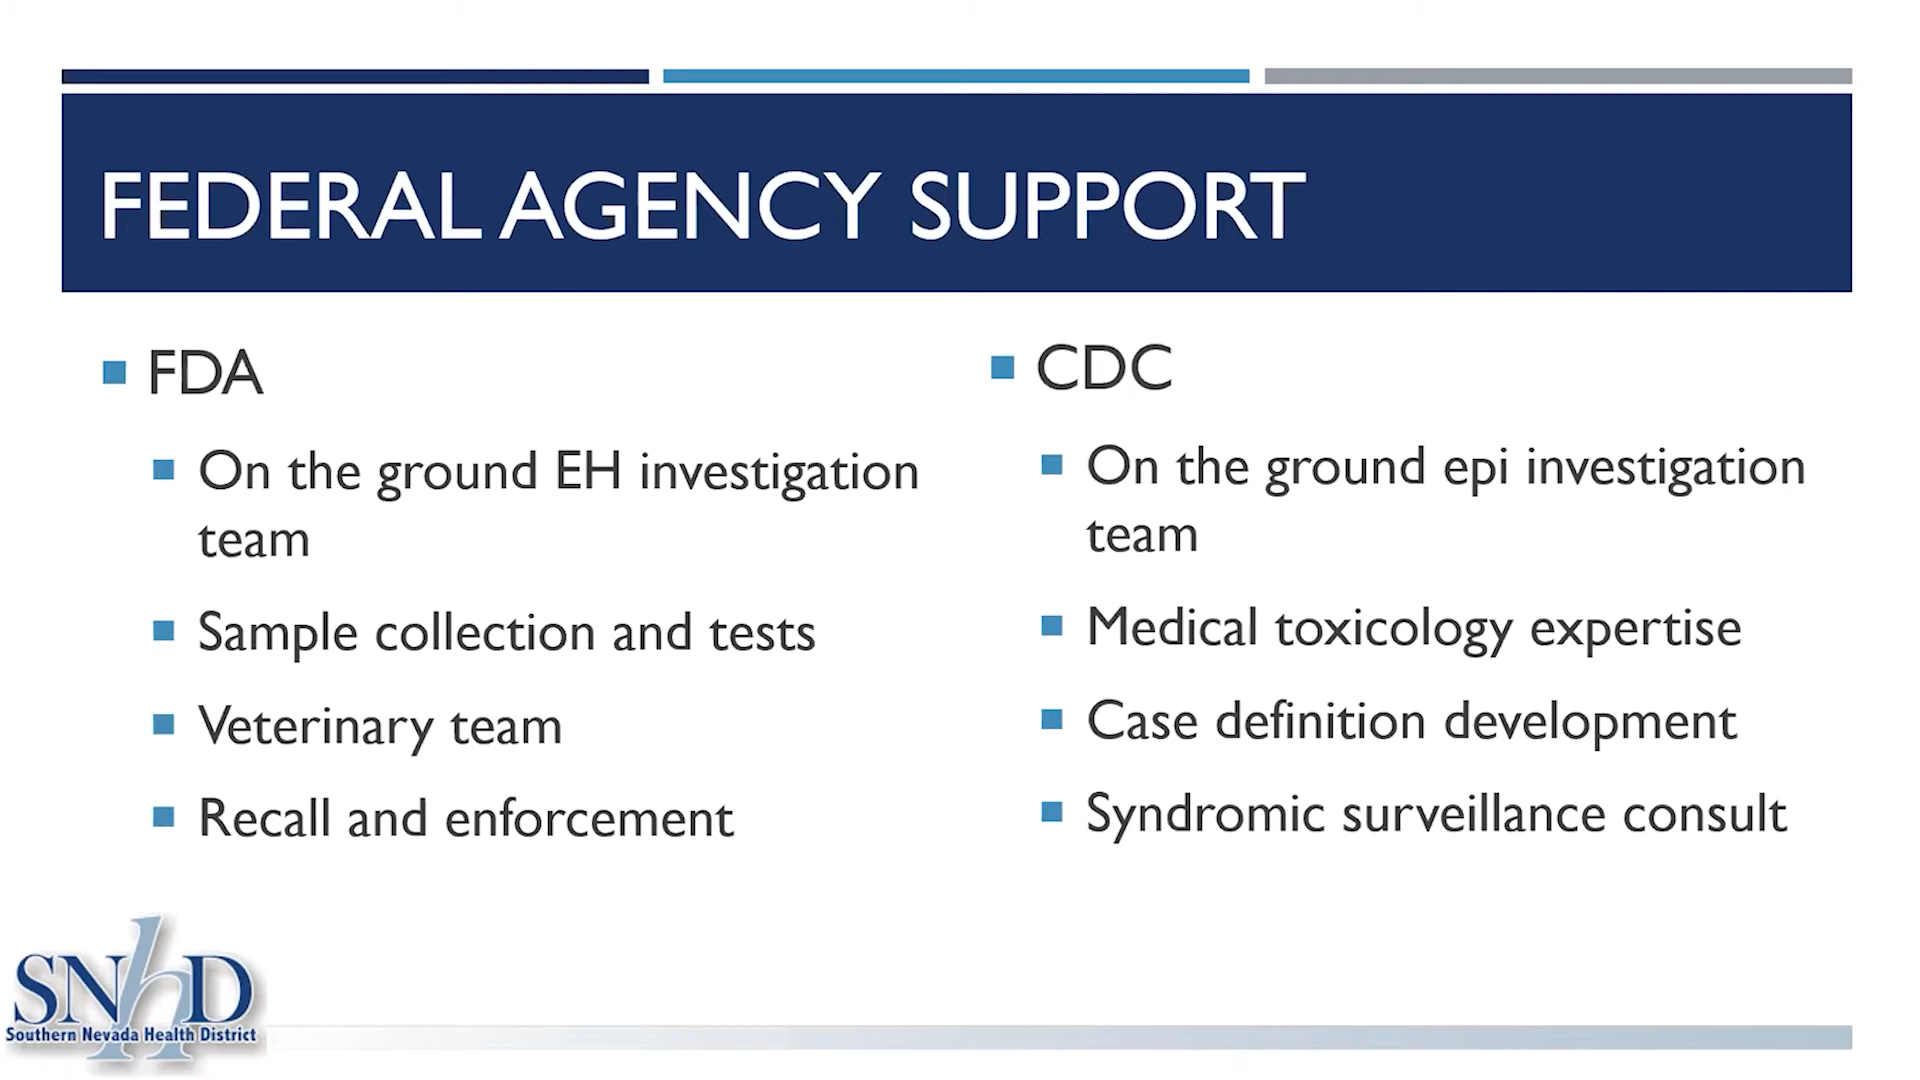 FEDERAL AGENCY SUPPORT
FDA
On the ground EH investigation
team
Sample collection and tests
Veterinary team
Recall and enforcement
CDC
On the ground epi investigation
team
Medical toxicology expertise
Case definition development
Syndromic surveillance consult
SNhD
Southern Nevada Health District